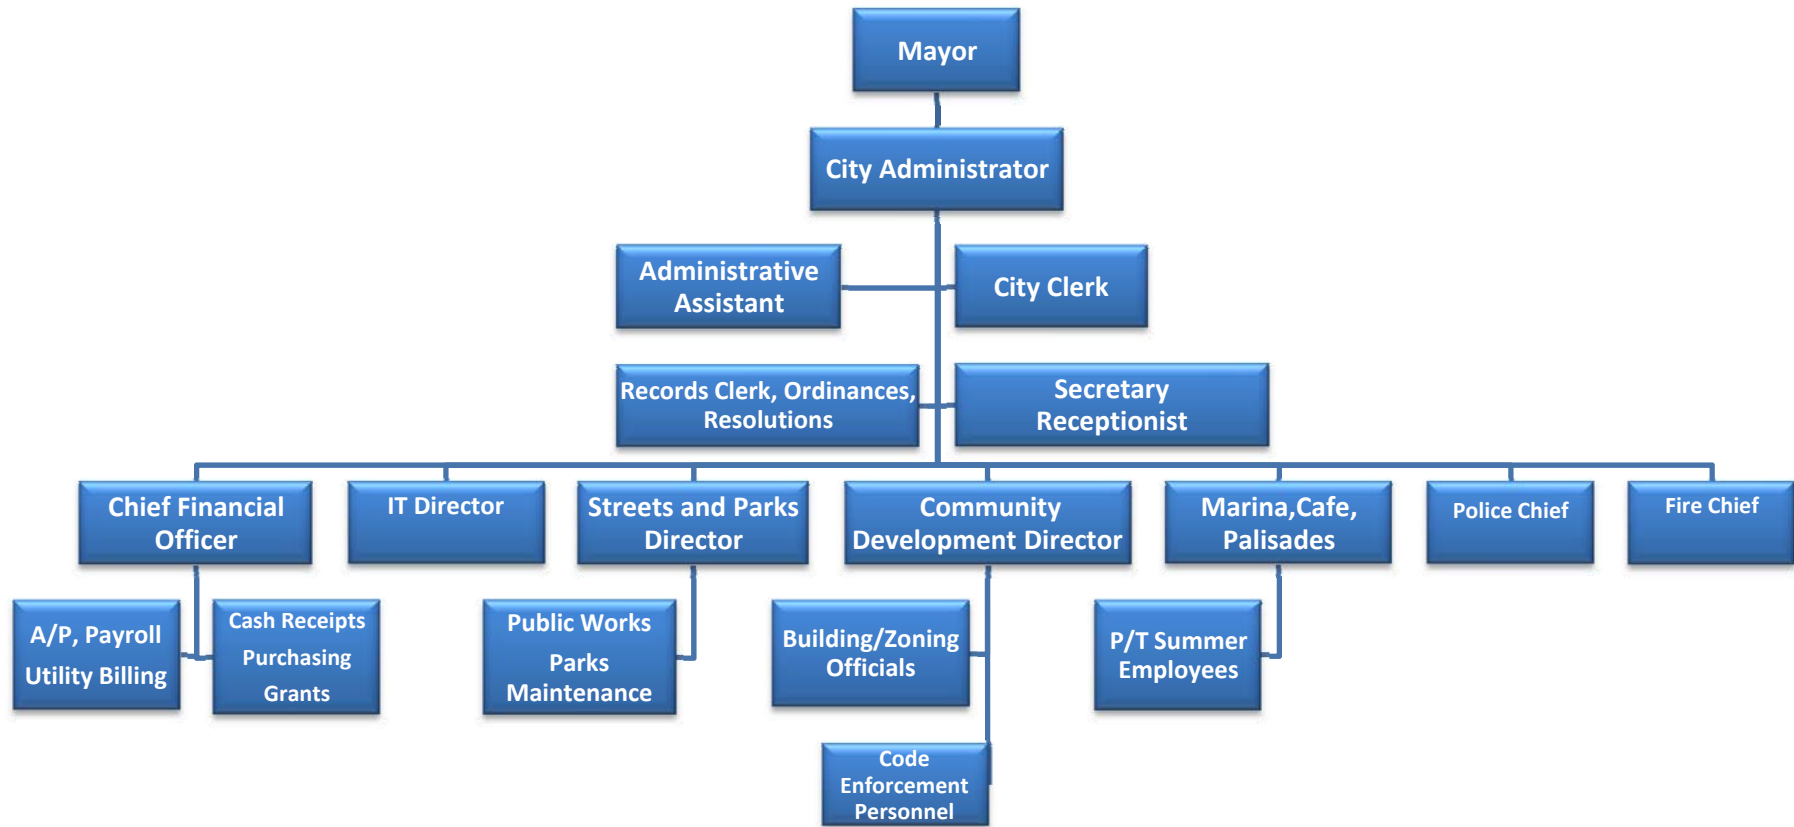 Mayor
City Administrator
Administrative
Assistant
City Clerk
Records Clerk, Ordinances,
Resolutions
Secretary
Receptionist
Chief Financial
Officer
IT Director
Streets and Parks
Director
Community
Development Director
Marina,Cafe,
Palisades
Police Chief
Fire Chief
A/P, Payroll
Utility Billing
Cash Receipts
Purchasing
Grants
Public Works
Parks
Maintenance
Building/Zoning
Officials
P/T Summer
Employees
Code
Enforcement
Personnel